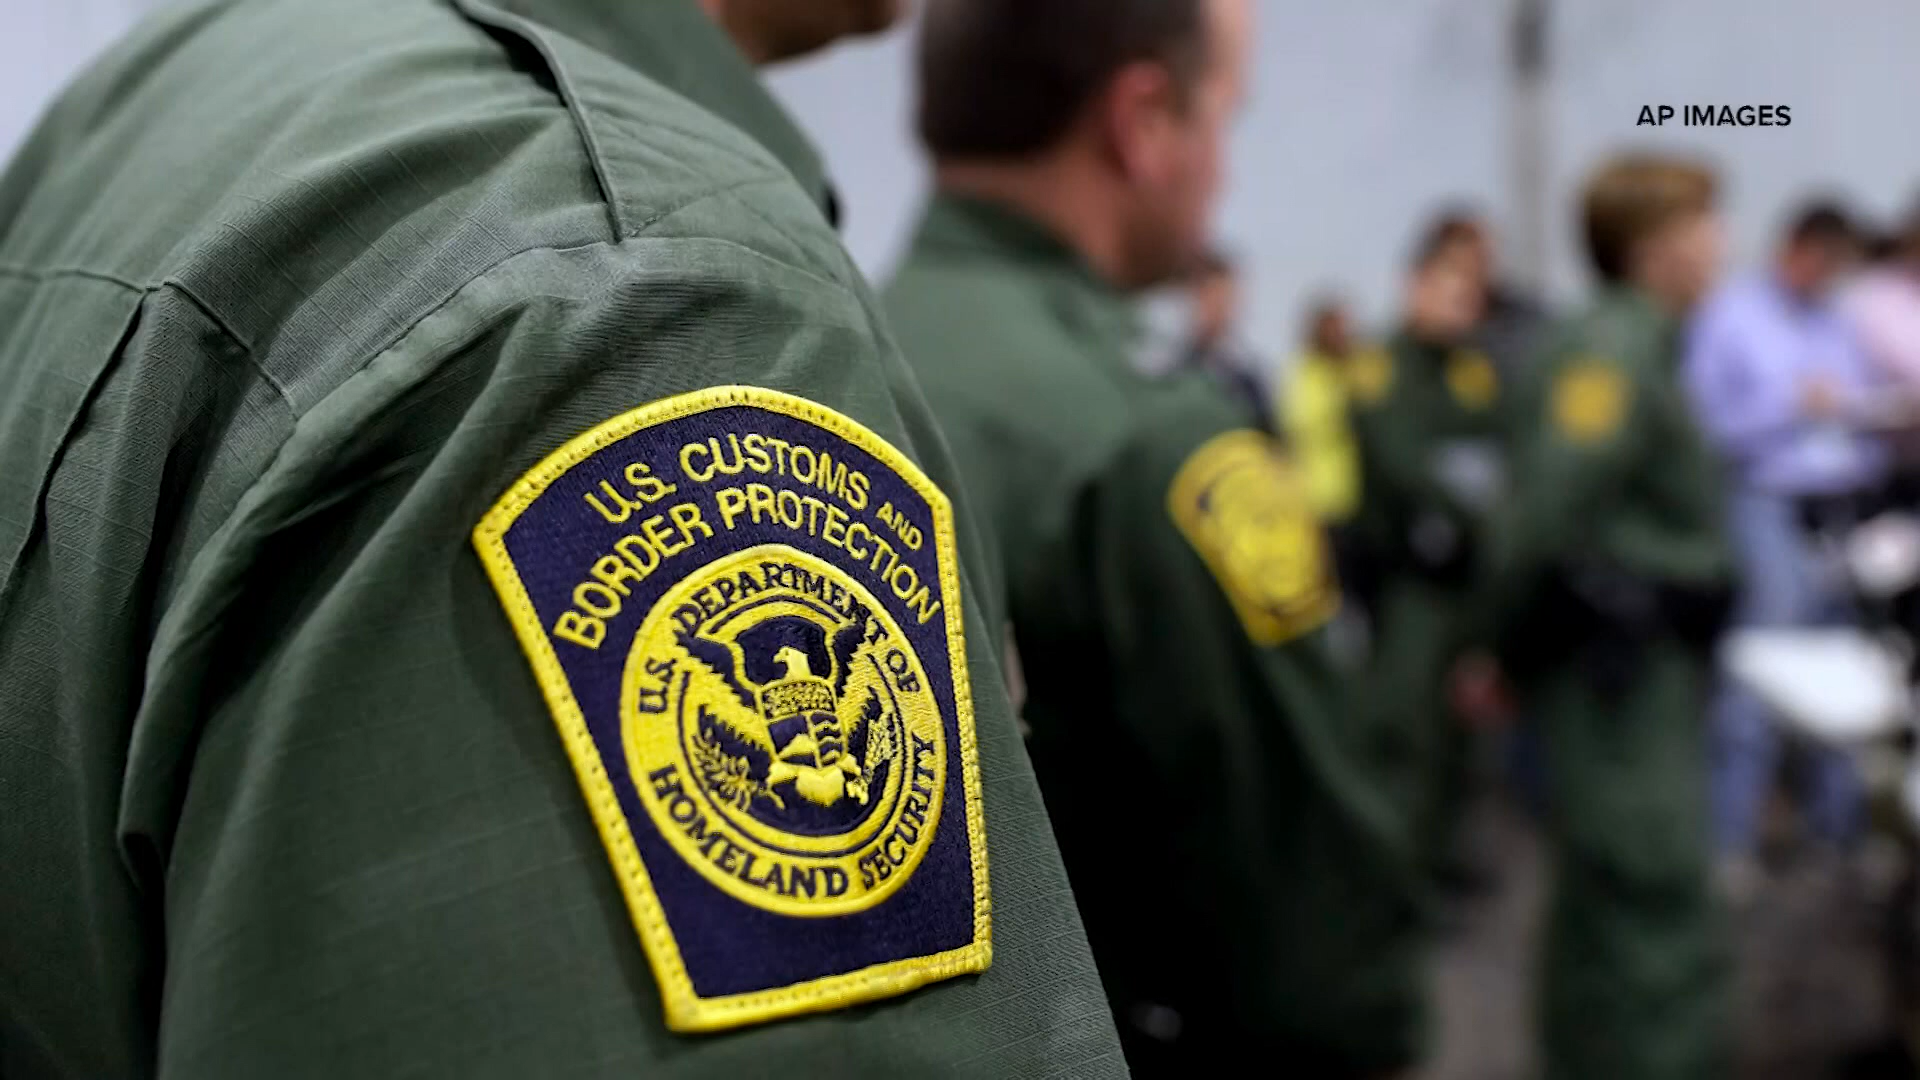 AP IMAGES
U.S. CUSTOMS AND
BORDER PROTECTION
U.S. DEPARTMENT OF
HOMELAND SECURITY